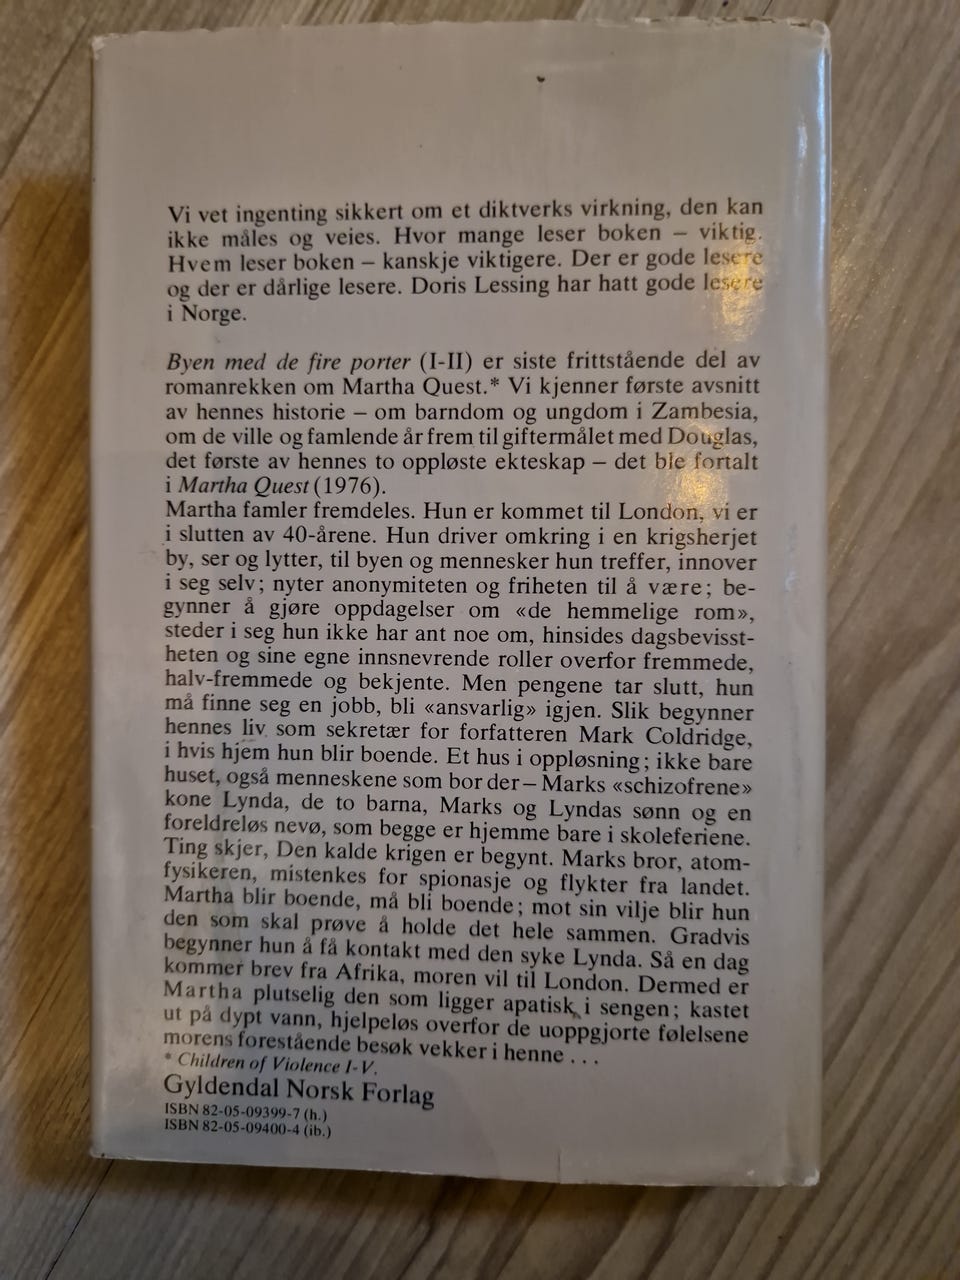 Vi vet ingenting sikkert om et diktverks virkning, den kan
ikke måles og veies. Hvor mange leser boken – viktig.
Hvem leser boken – kanskje viktigere. Der er gode lesere
og der er dårlige lesere. Doris Lessing har hatt gode lesere
i Norge.
Byen med de fire porter (I-II) er siste frittstående del av
romanrekken om Martha Quest.* Vi kjenner første avsnitt
av hennes historie – om barndom og ungdom i Zambesia,
om de ville og famlende år frem til giftermålet med Douglas,
det første av hennes to oppløste ekteskap – det ble fortalt
i Martha Quest (1976).
Martha famler fremdeles. Hun er kommet til London, vi er
i slutten av 40-årene. Hun driver omkring i en krigsherjet
by, ser og lytter, til byen og mennesker hun treffer, innover
i seg selv; nyter anonymiteten og friheten til å være; be-
gynner å gjøre oppdagelser om «de hemmelige rom»,
steder i seg hun ikke har ant noe om, hinsides dagsbevisst-
heten og sine egne innsnevrende roller overfor fremmede,
halv-fremmede og bekjente. Men pengene tar slutt, hun
må finne seg en jobb, bli «ansvarlig» igjen. Slik begynner
hennes liv som sekretær for forfatteren Mark Coldridge,
i hvis hjem hun blir boende. Et hus i oppløsning; ikke bare
huset, også menneskene som bor der – Marks «schizofrene»
kone Lynda, de to barna, Marks og Lyndas sønn og en
foreldreløs nevø, som begge er hjemme bare i skoleferiene.
Ting skjer, Den kalde krigen er begynt. Marks bror, atom-
fysikeren, mistenkes for spionasje og flykter fra landet.
Martha blir boende, må bli boende; mot sin vilje blir hun
den som skal prøve å holde det hele sammen. Gradvis
begynner hun å få kontakt med den syke Lynda. Så en dag
kommer brev fra Afrika, moren vil til London. Dermed er
Martha plutselig den som ligger apatisk i sengen; kastet
ut på dypt vann, hjelpeløs overfor de uoppgjorte følelsene
morens forestående besøk vekker i henne . . .
* Children of Violence I-V.
Gyldendal Norsk Forlag
ISBN 82-05-09399-7 (h.)
ISBN 82-05-09400-4 (ib.)